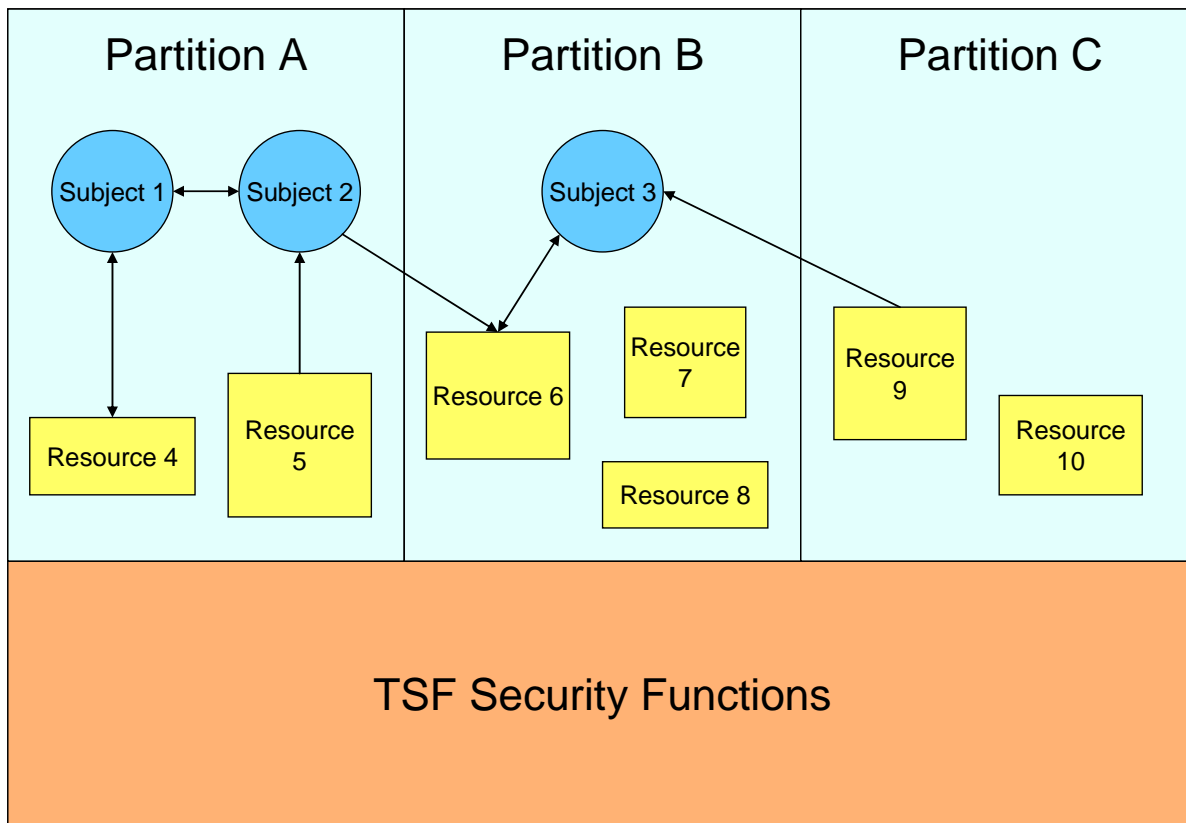 Partition A
Partition B
Partition C
Subject 1
Subject 2
Subject 3
Resource 4
Resource
5
Resource 6
Resource
7
Resource 8
Resource
9
Resource
10
TSF Security Functions